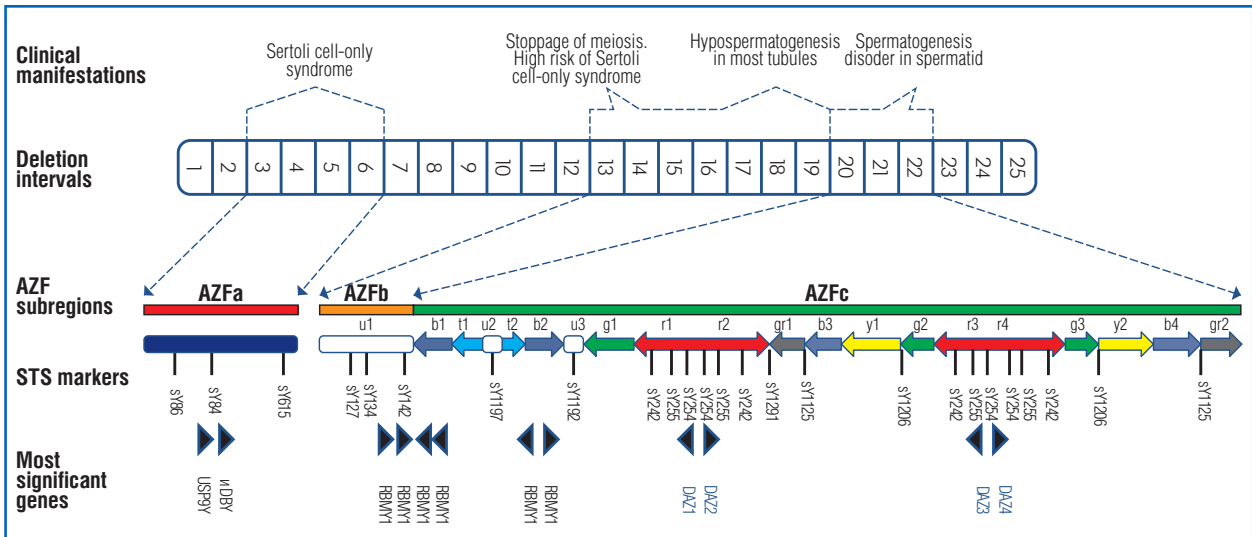 Clinical
manifestations
Sertoli cell-only
syndrome
Stoppage of meiosis.
High risk of Sertoli
cell-only syndrome
Hypospermatogenesis
in most tubules
Spermatogenesis
disoder in spermatid
Deletion
intervals
1 2 3 4 5 6 7 8 9 10 11 12 13 14 15 16 17 18 19 20 21 22 23 24 25
AZF
subregions
AZFa AZFb AZFc
u1 b1 t1 u2 t2 b2 u3 g1 r1 r2 gr1 b3 y1 g2 r3 r4 g3 y2 b4 gr2
STS markers
sY86 sY84 sY615 sY127 sY134 sY142 sY1197 sY1192 sY242 sY255 sY254 sY254 sY255 sY242 sY1291 sY1125 sY1206 sY242 sY255 sY254 sY254 sY255 sY242 sY1206 sY1125
Most
significant
genes
USP9Y иDBY RBMY1 RBMY1 RBMY1 RBMY1 RBMY1 RBMY1 DAZ1 DAZ2 DAZ3 DAZ4